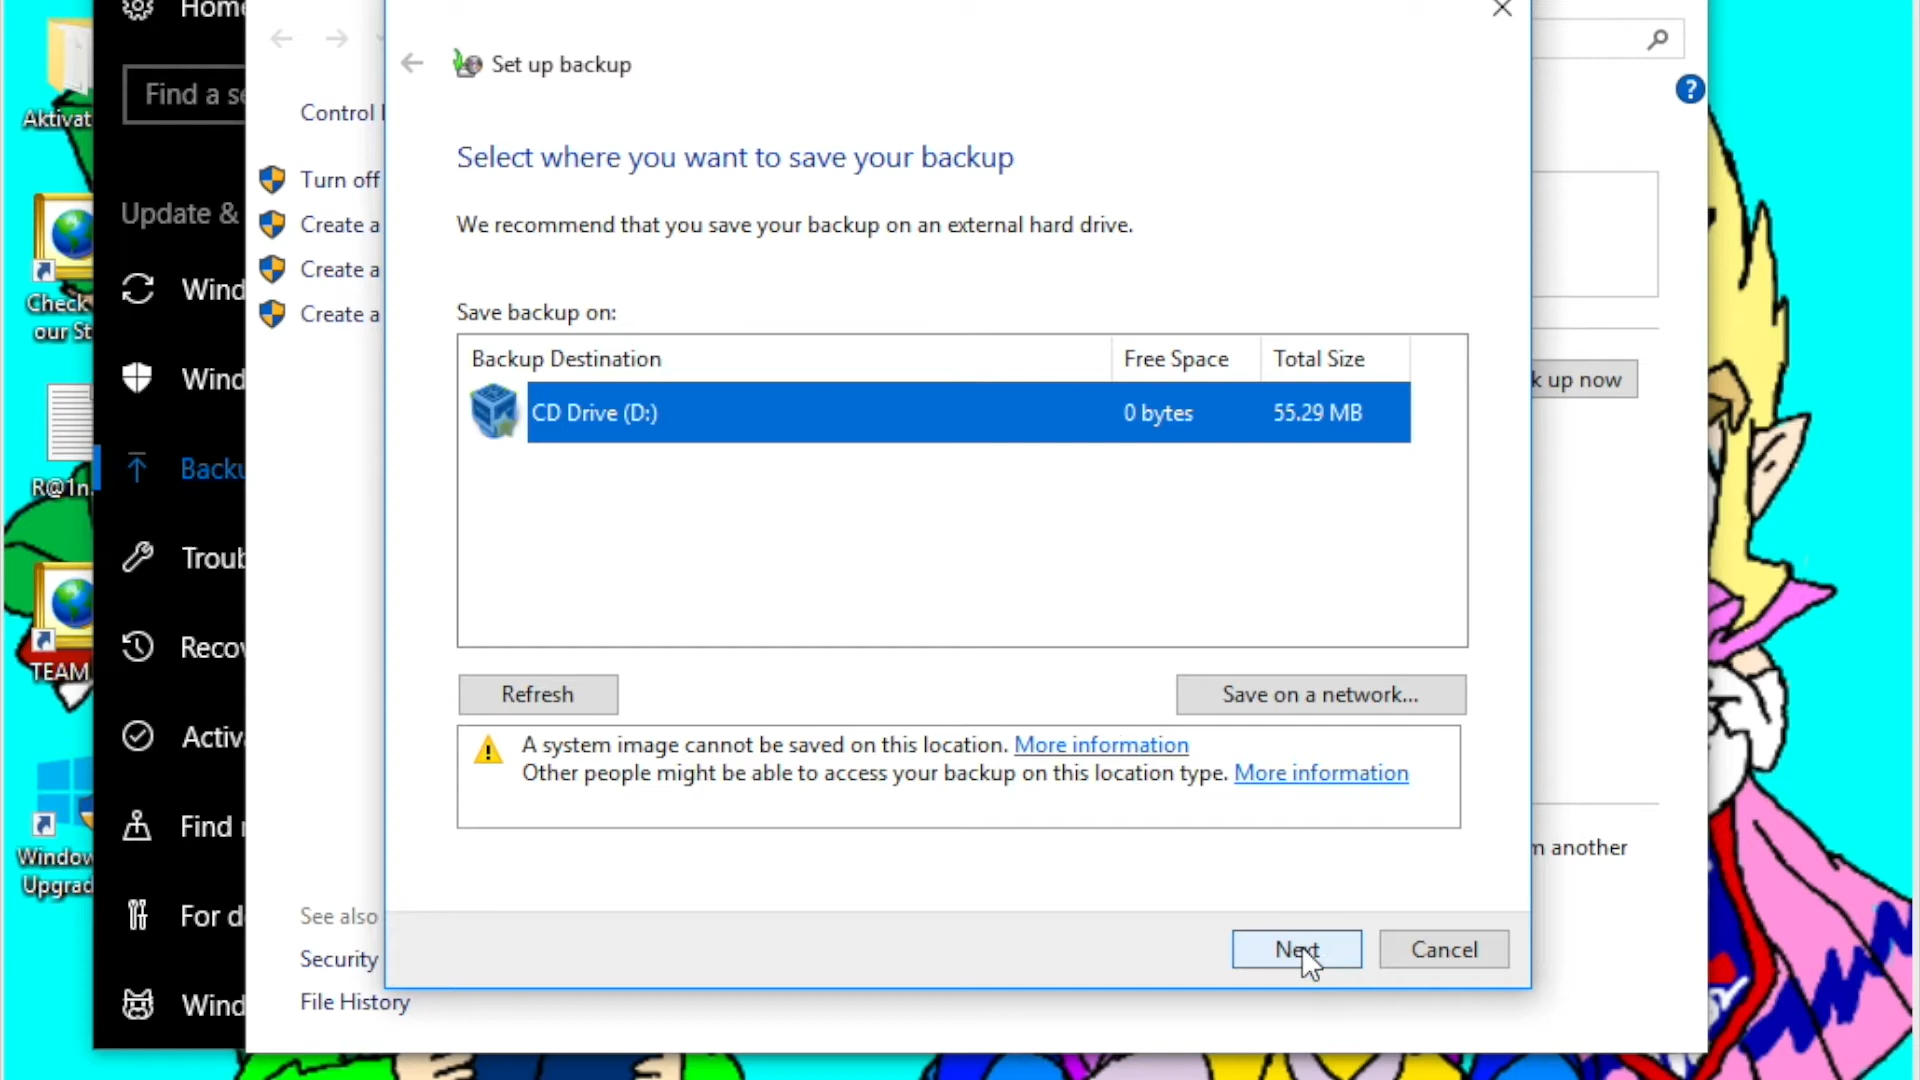 Home
Find a se
Update &
Wind
Wind
Backu
Troub
Recov
Activa
Find
For d
Wind
Aktivat
Check
our St
R@1n.
TEAM
Window
Upgrad
Control
Turn off
Create a
Create a
Create a
See also
Security
File History
Set up backup
Select where you want to save your backup
We recommend that you save your backup on an external hard drive.
Save backup on:
Backup Destination Free Space Total Size
CD Drive (D:) 0 bytes 55.29 MB
Refresh Save on a network...
A system image cannot be saved on this location. More information
Other people might be able to access your backup on this location type. More information
Next Cancel
?
k up now
m another